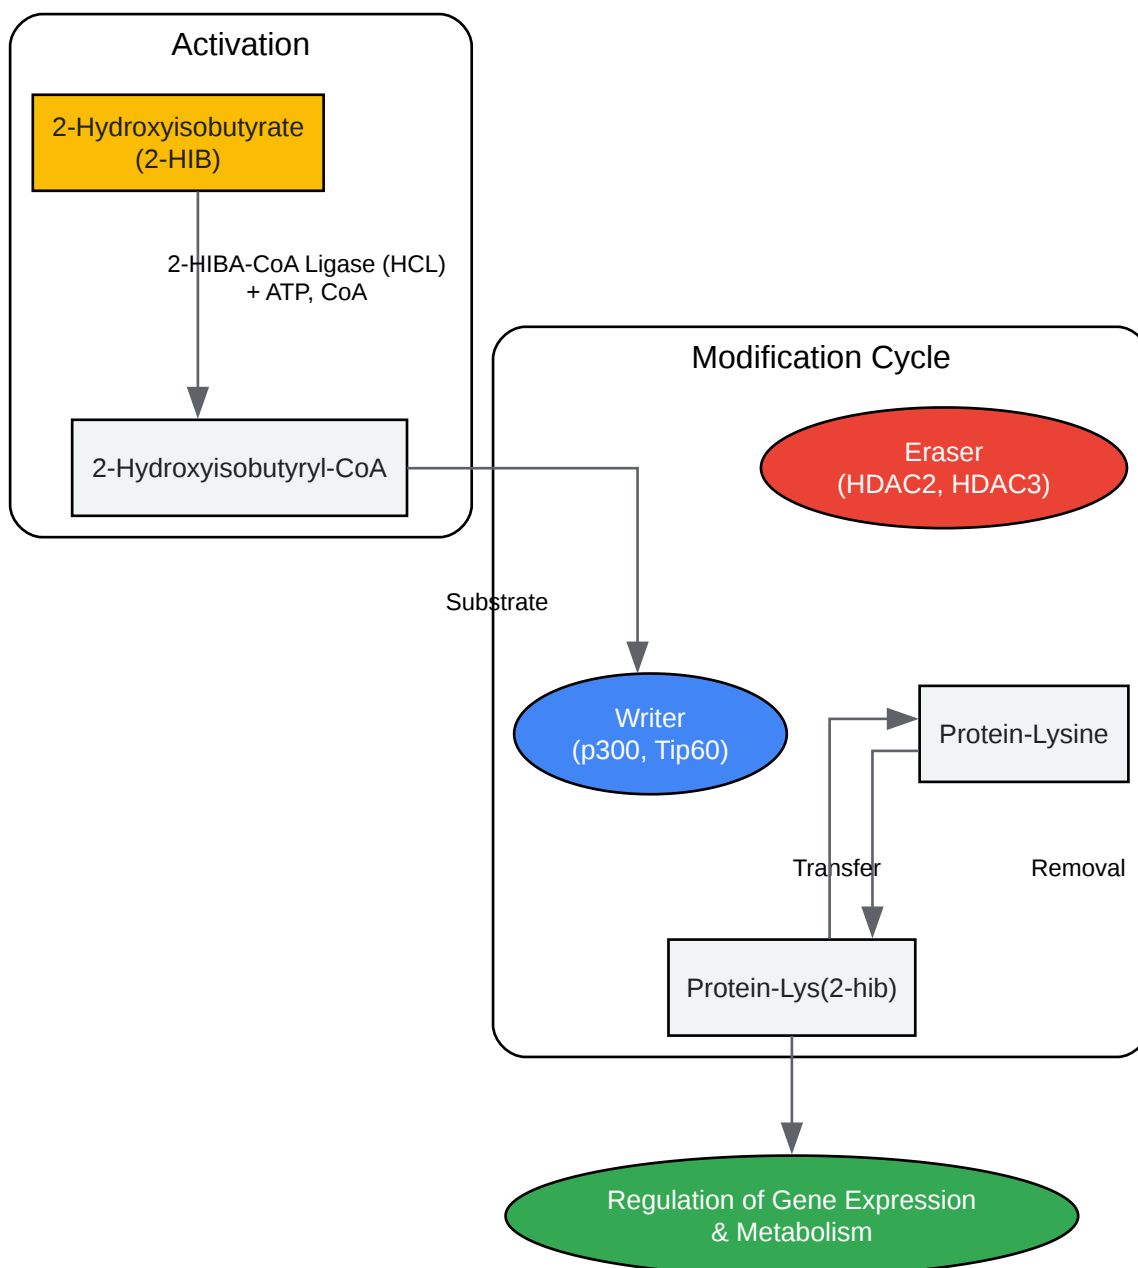 Activation
2-Hydroxyisobutyrate
(2-HIB)
2-HIBA-CoA Ligase (HCL)
+ ATP, CoA
2-Hydroxyisobutyryl-CoA
Modification Cycle
Eraser
(HDAC2, HDAC3)
Substrate
Writer
(p300, Tip60)
Protein-Lysine
Transfer
Removal
Protein-Lys(2-hib)
Regulation of Gene Expression
& Metabolism